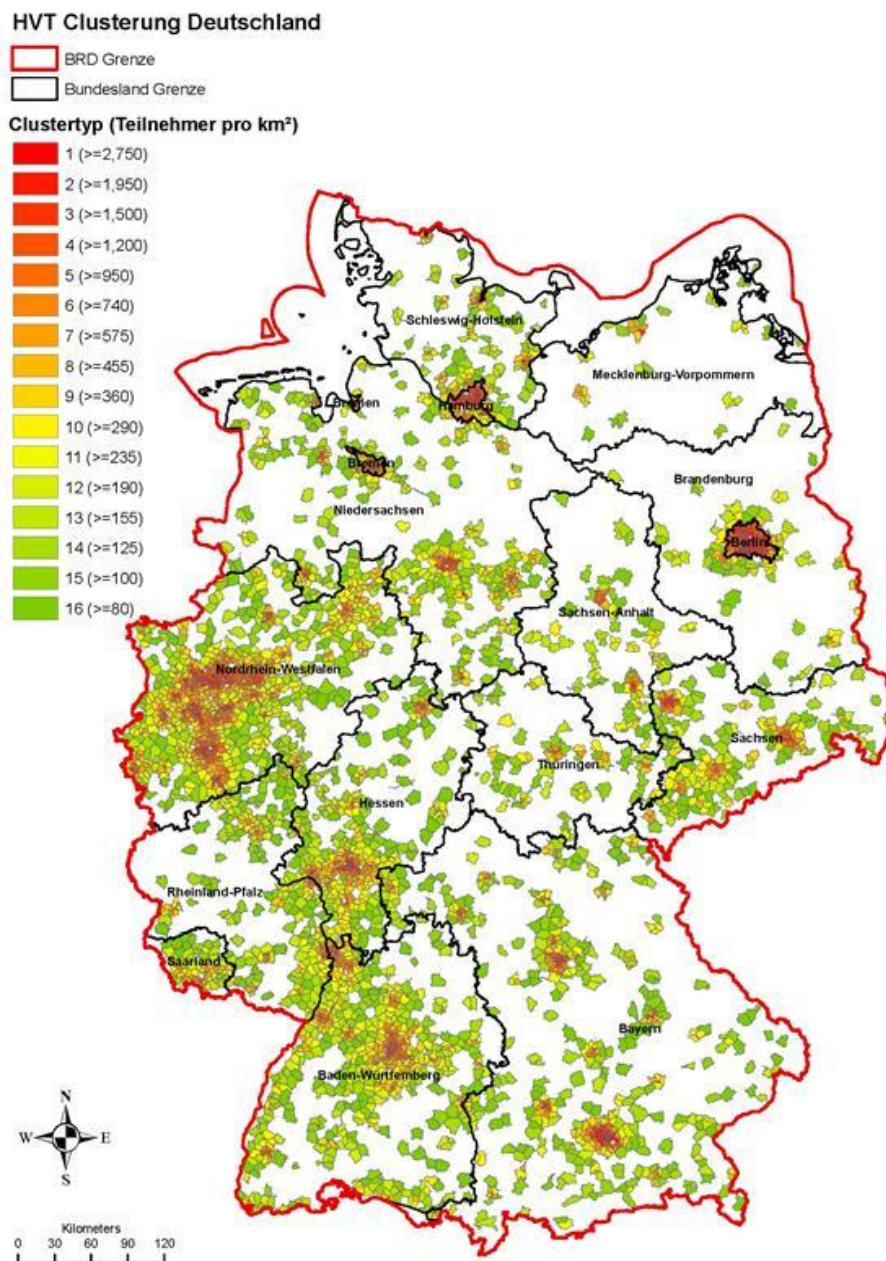 HVT Clusterung Deutschland
BRD Grenze
Bundesland Grenze
Clustertyp (Teilnehmer pro km²)
1 (>=2,750)
2 (>=1,950)
3 (>=1,500)
4 (>=1,200)
5 (>=950)
6 (>=740)
7 (>=575)
8 (>=455)
9 (>=360)
10 (>=290)
11 (>=235)
12 (>=190)
13 (>=155)
14 (>=125)
15 (>=100)
16 (>=80)
Schleswig-Holstein
Mecklenburg-Vorpommern
Bremen
Hamburg
Bremen
Brandenburg
Niedersachsen
Berlin
Sachsen-Anhalt
Nordrhein-Westfalen
Sachsen
Thüringen
Hessen
Rheinland-Pfalz
Saarland
Bayern
Baden-Württemberg
N
W E
S
Kilometers
0 30 60 90 120